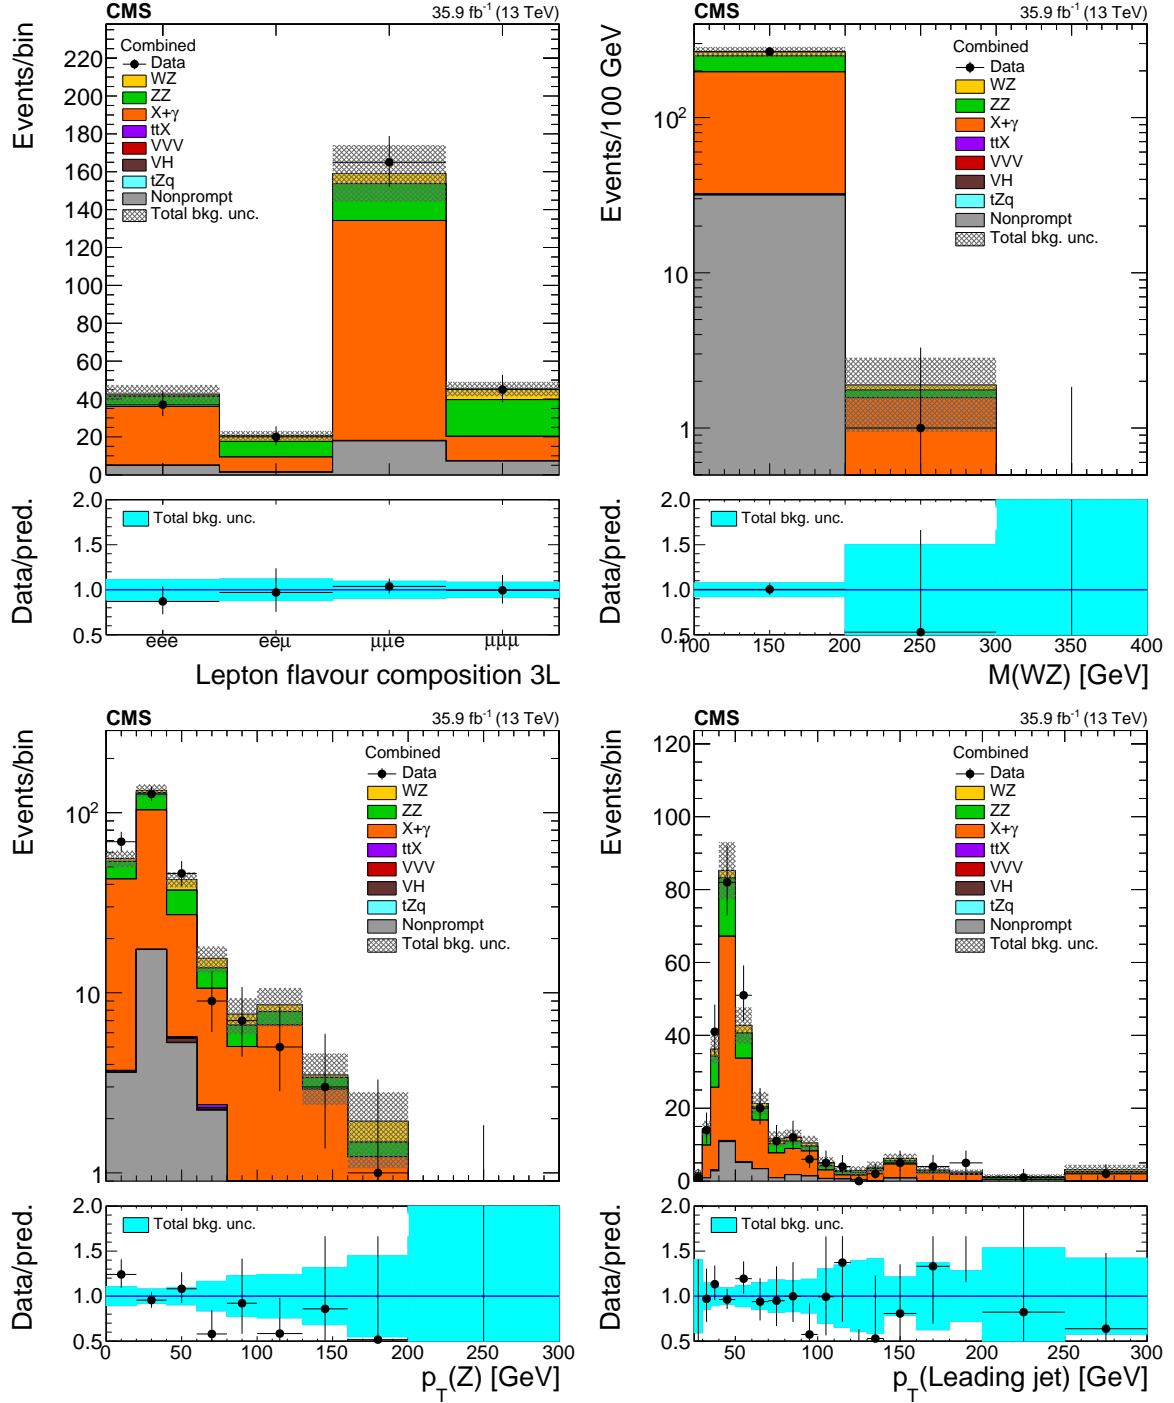 CMS 35.9 fb⁻¹ (13 TeV)
Events/bin
Combined
Data
WZ
ZZ
X+γ
ttX
VVV
VH
tZq
Nonprompt
Total bkg. unc.
220
200
180
160
140
120
100
80
60
40
20
0
Data/pred.
Total bkg. unc.
2.0
1.5
1.0
0.5
eee eeμ μμe μμμ
Lepton flavour composition 3L
CMS 35.9 fb⁻¹ (13 TeV)
Events/100 GeV
Combined
Data
WZ
ZZ
X+γ
ttX
VVV
VH
tZq
Nonprompt
Total bkg. unc.
10²
10
1
Data/pred.
Total bkg. unc.
2.0
1.5
1.0
0.5
100 150 200 250 300 350 400
M(WZ) [GeV]
CMS 35.9 fb⁻¹ (13 TeV)
Events/bin
Combined
Data
WZ
ZZ
X+γ
ttX
VVV
VH
tZq
Nonprompt
Total bkg. unc.
10²
10
1
Data/pred.
Total bkg. unc.
2.0
1.5
1.0
0.5
0 50 100 150 200 250 300
p_T(Z) [GeV]
CMS 35.9 fb⁻¹ (13 TeV)
Events/bin
Combined
Data
WZ
ZZ
X+γ
ttX
VVV
VH
tZq
Nonprompt
Total bkg. unc.
120
100
80
60
40
20
0
Data/pred.
Total bkg. unc.
2.0
1.5
1.0
0.5
50 100 150 200 250 300
p_T(Leading jet) [GeV]